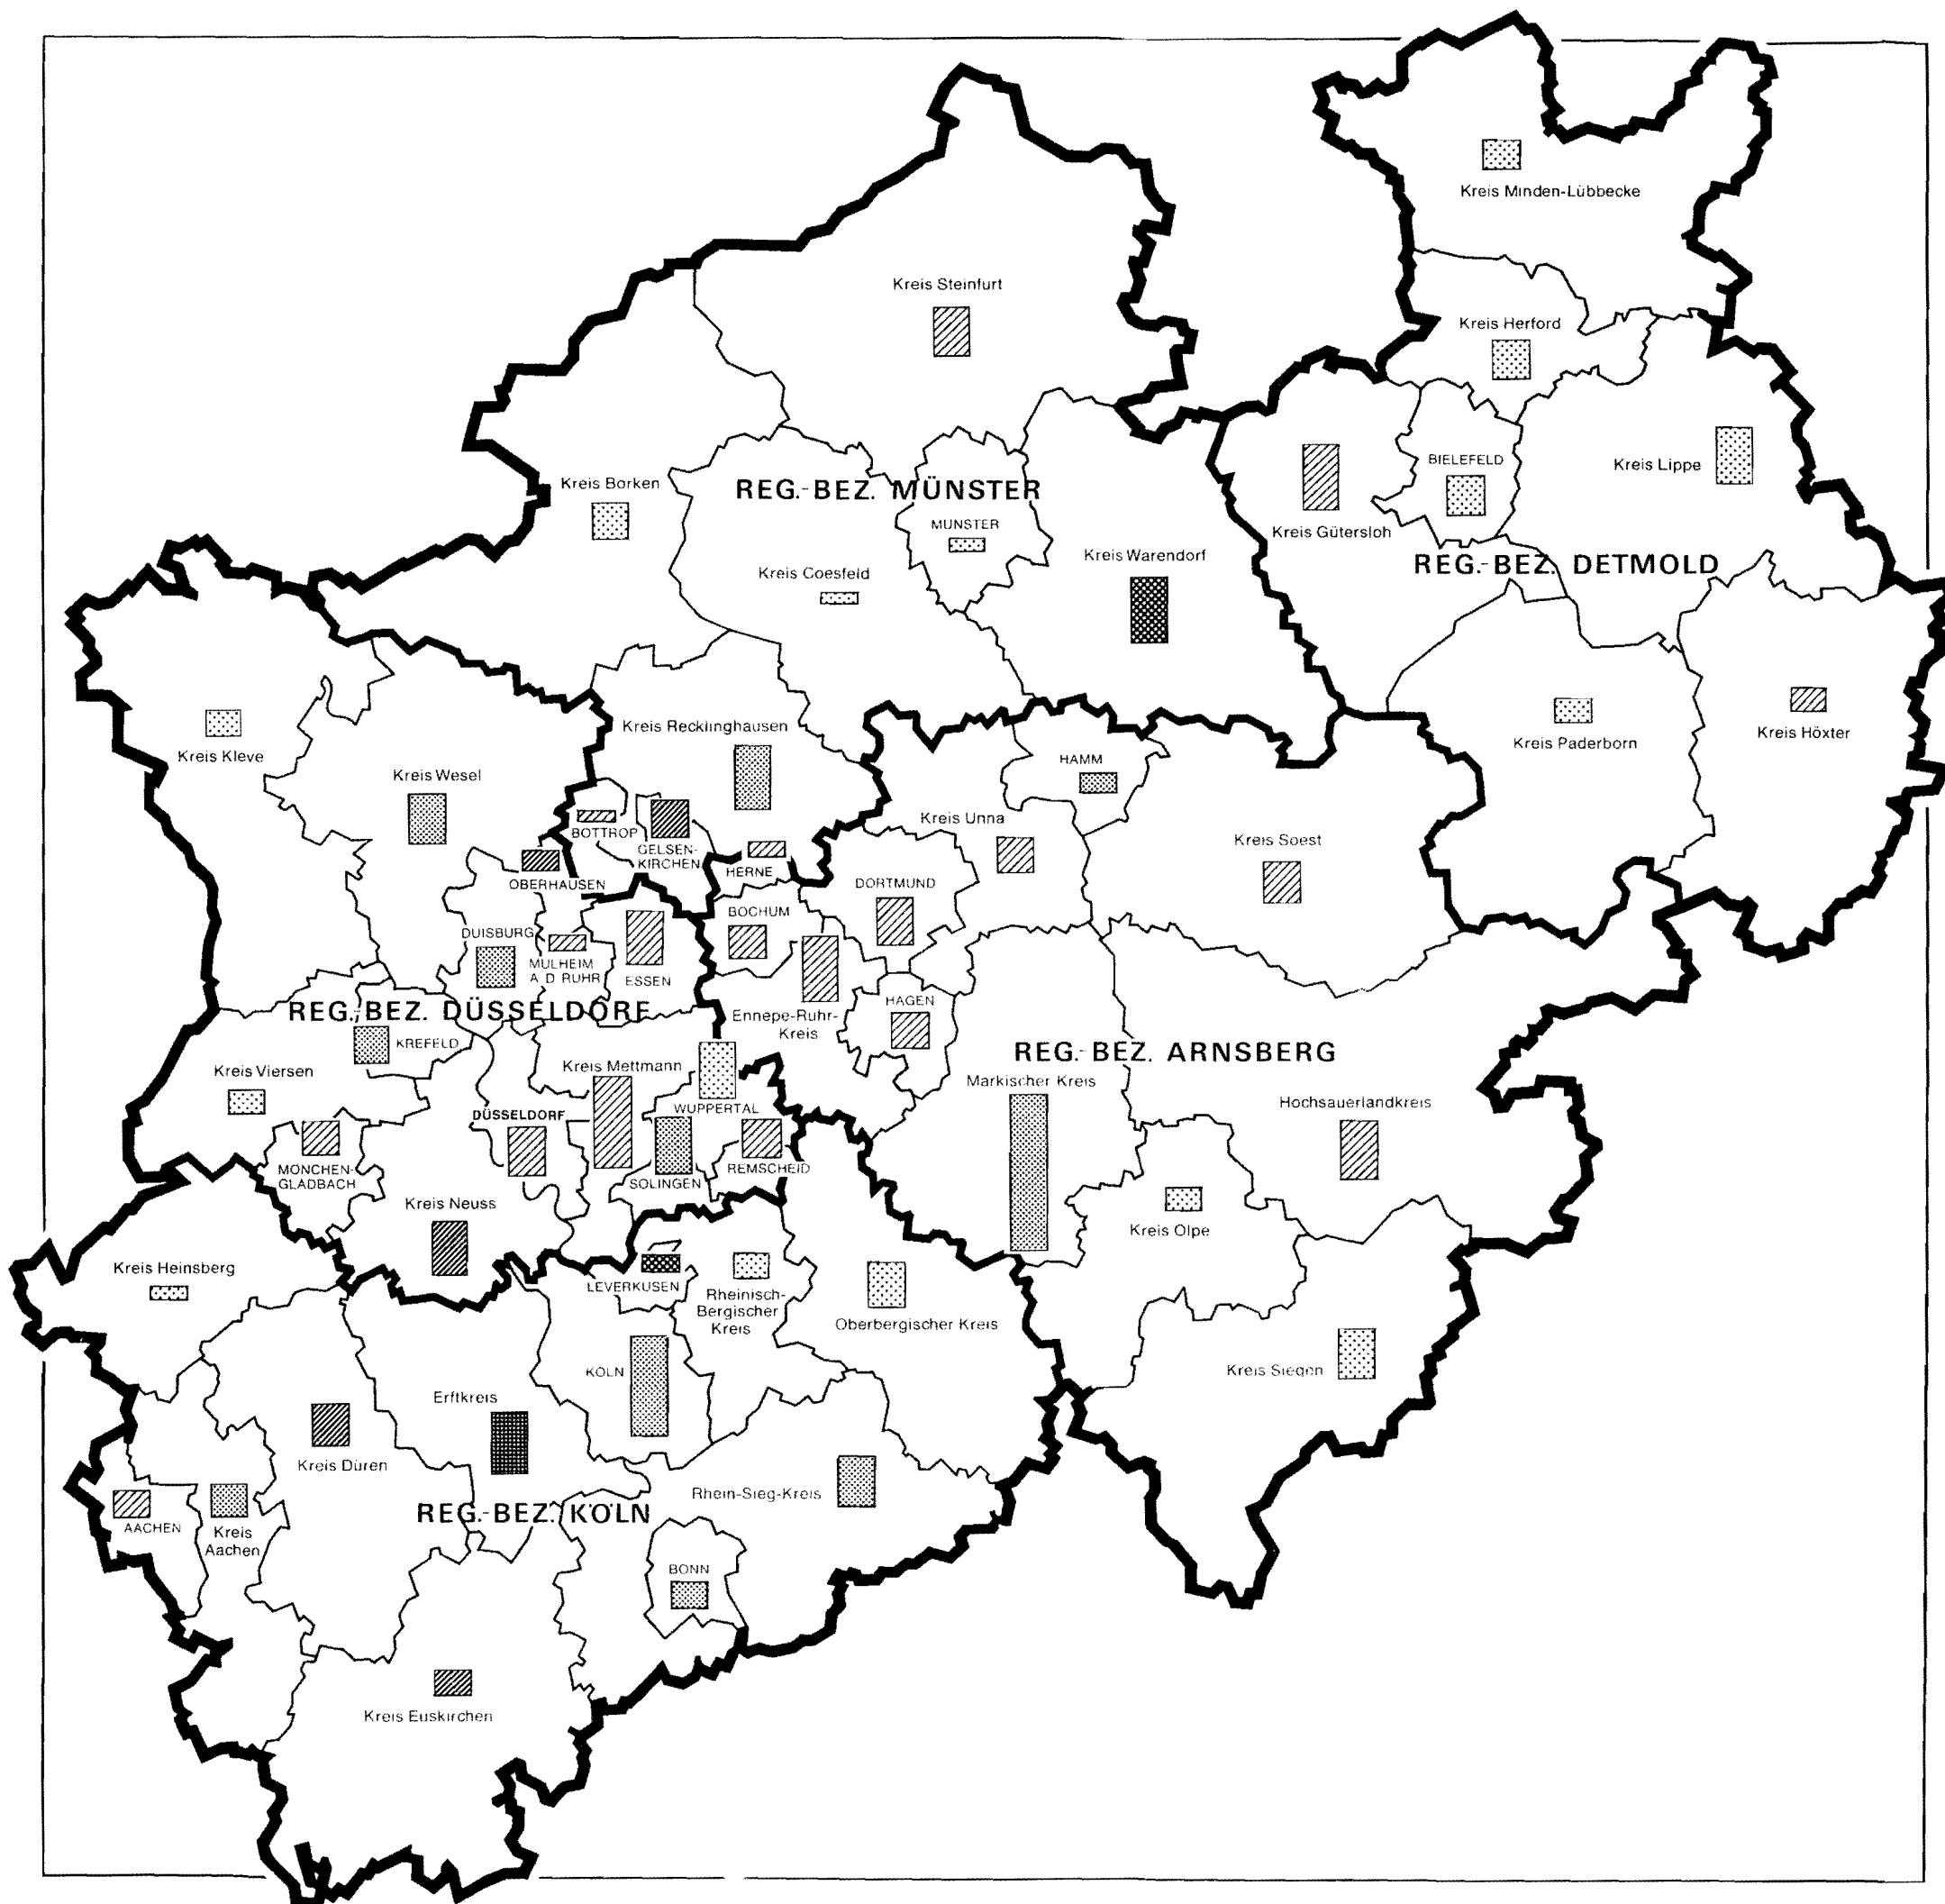 Kreis Minden-Lübbecke
Kreis Steinfurt
Kreis Herford
Kreis Borken
REG.-BEZ. MÜNSTER
MÜNSTER
Kreis Coesfeld
Kreis Warendorf
Kreis Gütersloh
BIELEFELD
Kreis Lippe
REG.-BEZ. DETMOLD
Kreis Kleve
Kreis Wesel
Kreis Recklinghausen
HAMM
Kreis Paderborn
Kreis Höxter
BOTTROP
GELSEN-
KIRCHEN
HERNE
Kreis Unna
Kreis Soest
OBERHAUSEN
DORTMUND
BOCHUM
DUISBURG
MÜLHEIM
A. D. RUHR
ESSEN
REG.-BEZ. DÜSSELDORF
Ennepe-Ruhr-
Kreis
HAGEN
KREFELD
Kreis Viersen
Kreis Mettmann
REG.-BEZ. ARNSBERG
Markischer Kreis
Hochsauerlandkreis
DÜSSELDORF
WUPPERTAL
MÖNCHEN-
GLADBACH
SOLINGEN
REMSCHEID
Kreis Neuss
Kreis Olpe
Kreis Heinsberg
LEVERKUSEN
Rheinisch-
Bergischer
Kreis
Oberbergischer Kreis
KÖLN
Kreis Siegen
Erftkreis
Kreis Düren
Rhein-Sieg-Kreis
REG.-BEZ. KÖLN
AACHEN
Kreis
Aachen
BONN
Kreis Euskirchen